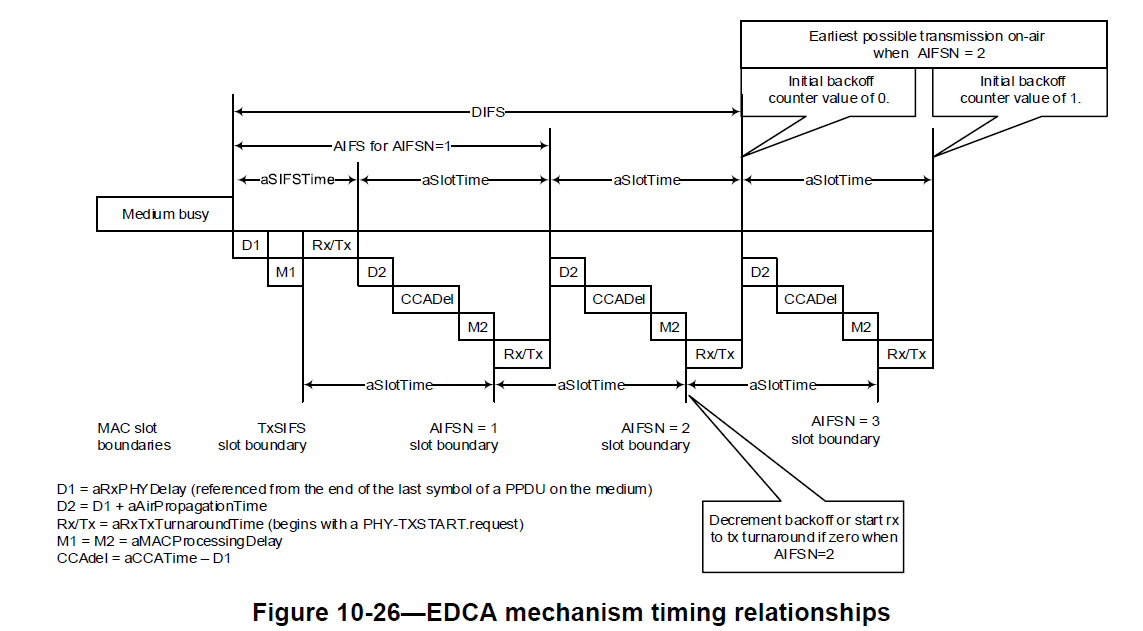 Earliest possible transmission on-air
when AIFSN = 2
Initial backoff
counter value of 0.
Initial backoff
counter value of 1.
DIFS
AIFS for AIFSN=1
aSIFSTime
aSlotTime
aSlotTime
aSlotTime
Medium busy
D1
Rx/Tx
M1
D2
D2
D2
CCADel
CCADel
CCADel
M2
M2
M2
Rx/Tx
Rx/Tx
Rx/Tx
aSlotTime
aSlotTime
aSlotTime
MAC slot
boundaries
TxSIFS
slot boundary
AIFSN = 1
slot boundary
AIFSN = 2
slot boundary
AIFSN = 3
slot boundary
D1 = aRxPHYDelay (referenced from the end of the last symbol of a PPDU on the medium)
D2 = D1 + aAirPropagationTime
Rx/Tx = aRxTxTurnaroundTime (begins with a PHY-TXSTART.request)
M1 = M2 = aMACProcessingDelay
CCAdel = aCCATime – D1
Decrement backoff or start rx
to tx turnaround if zero when
AIFSN=2
Figure 10-26—EDCA mechanism timing relationships